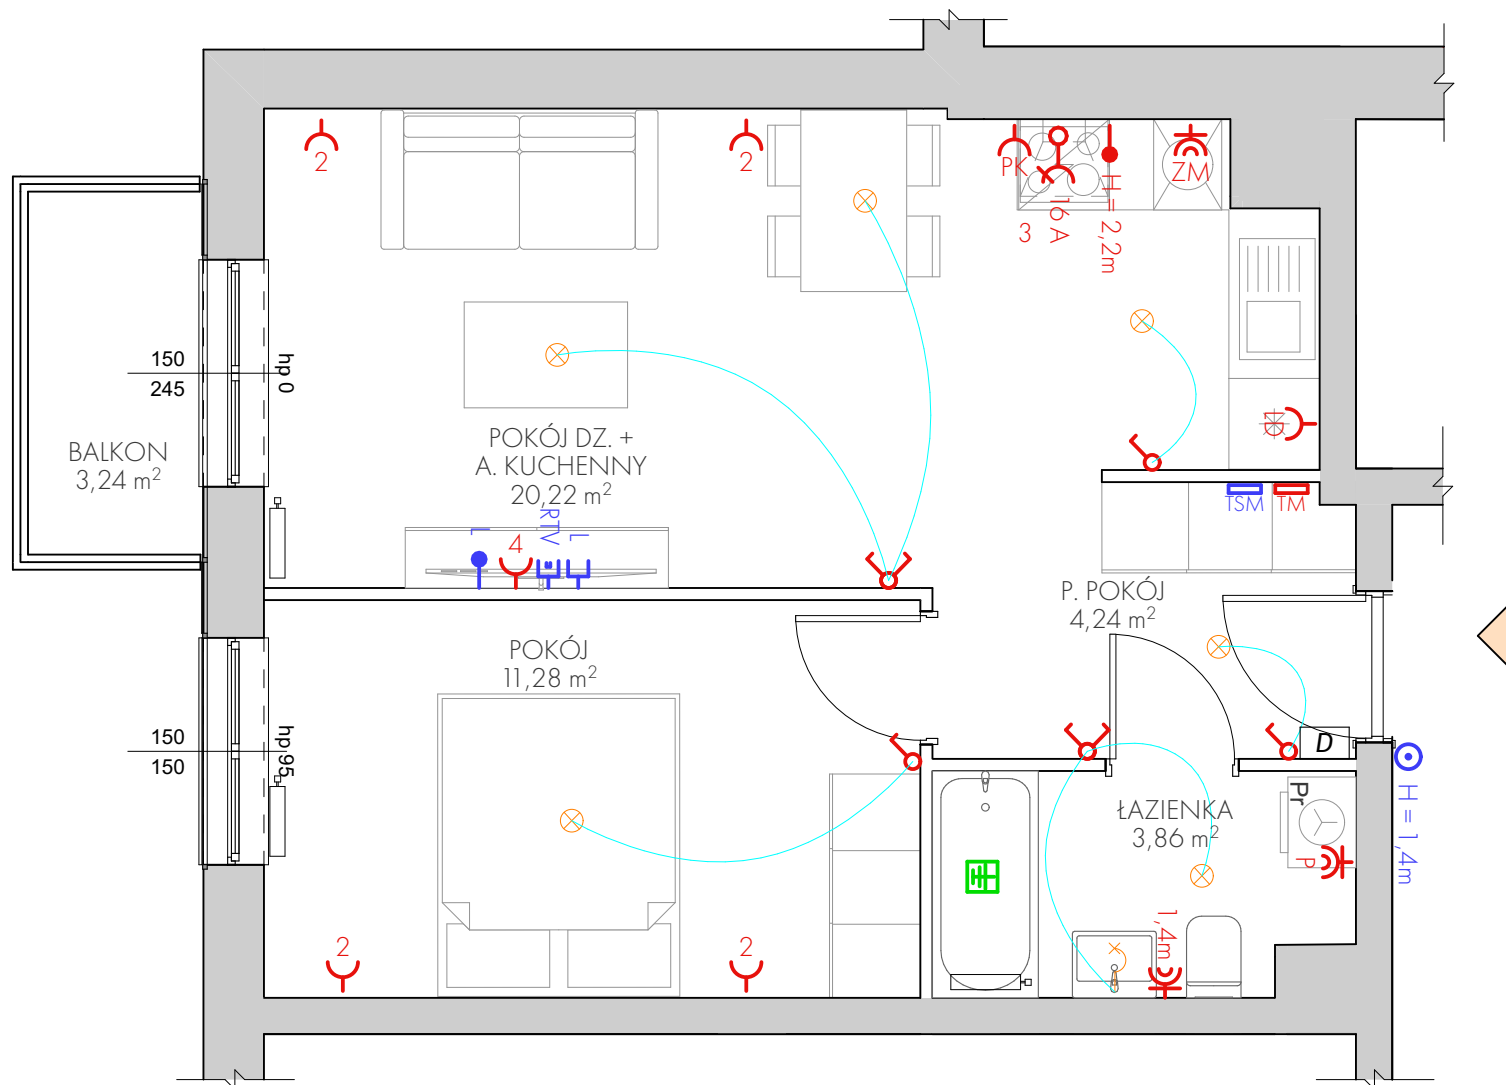 2
2
PK
16 A
3
H = 2,2m
ZM
150
245
hp 0
BALKON
3,24 m²
POKÓJ DZ. +
A. KUCHENNY
20,22 m²
LD
TSM
TM
L
4
RTV
L
P. POKÓJ
4,24 m²
POKÓJ
11,28 m²
150
150
hp 95
D
H = 1,4m
ŁAZIENKA
3,86 m²
Pr
P
1,4m
2
2